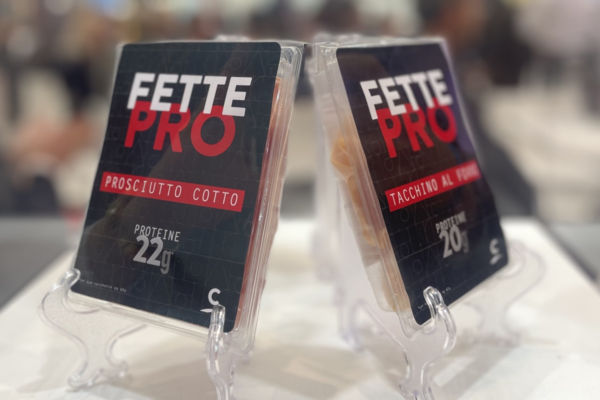 FETTE
PRO
PROSCIUTTO COTTO
PROTEINE
22g
FETTE
PRO
TACCHINO AL FORNO
PROTEINE
20g